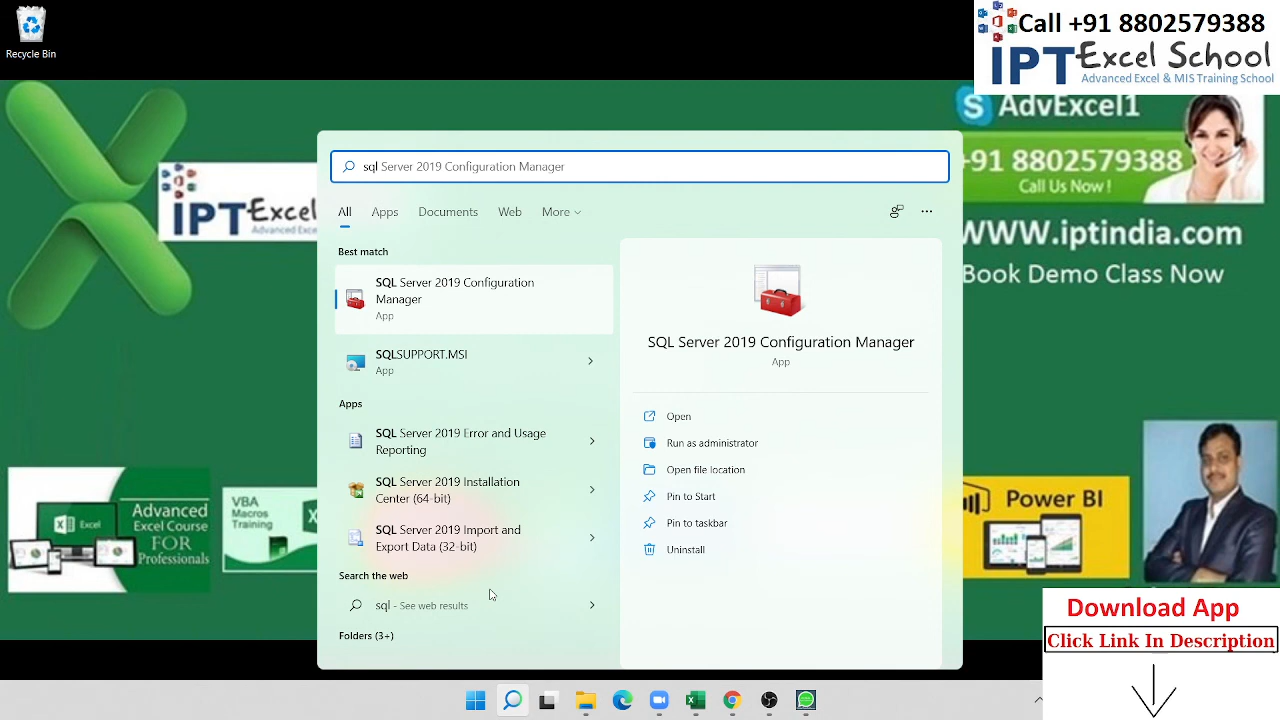 Recycle Bin
Call +91 8802579388
IPT Excel School
Advanced Excel & MIS Training School
AdvExcel1
+91 8802579388
Call Us Now !
www.iptindia.com
Book Demo Class Now
IPT Excel
Advanced Exce
sql Server 2019 Configuration Manager
All Apps Documents Web More
Best match
SQL Server 2019 Configuration
Manager
App
SQLSUPPORT.MSI
App
Apps
SQL Server 2019 Error and Usage
Reporting
SQL Server 2019 Installation
Center (64-bit)
SQL Server 2019 Import and
Export Data (32-bit)
Search the web
sql - See web results
Folders (3+)
SQL Server 2019 Configuration Manager
App
Open
Run as administrator
Open file location
Pin to Start
Pin to taskbar
Uninstall
Excel
Advanced
Excel Course
FOR
Professionals
VBA
Macros
Training
Power BI
Download App
Click Link In Description